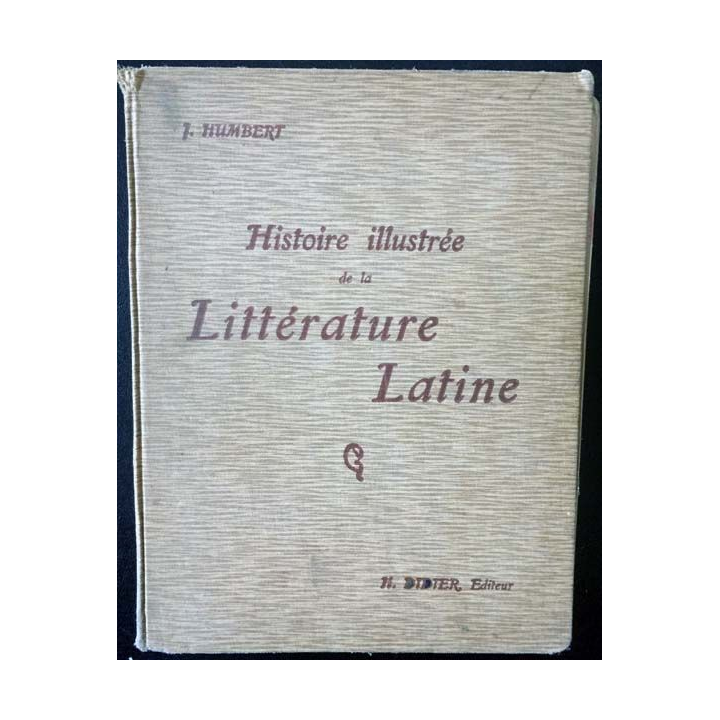 J. HUMBERT
Histoire illustrée
de la
Littérature
Latine
H. DIDIER, Editeur